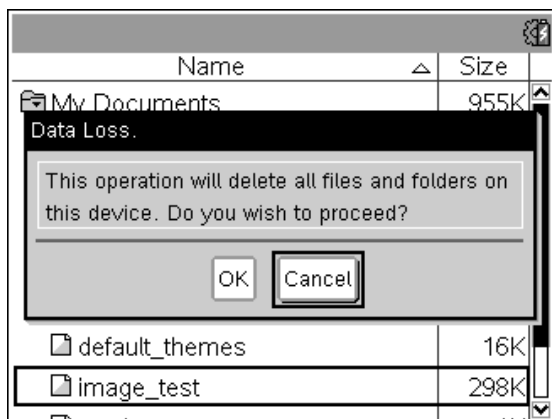 Name Size
My Documents 955K
Data Loss.
This operation will delete all files and folders on
this device. Do you wish to proceed?
OK Cancel
default_themes 16K
image_test 298K